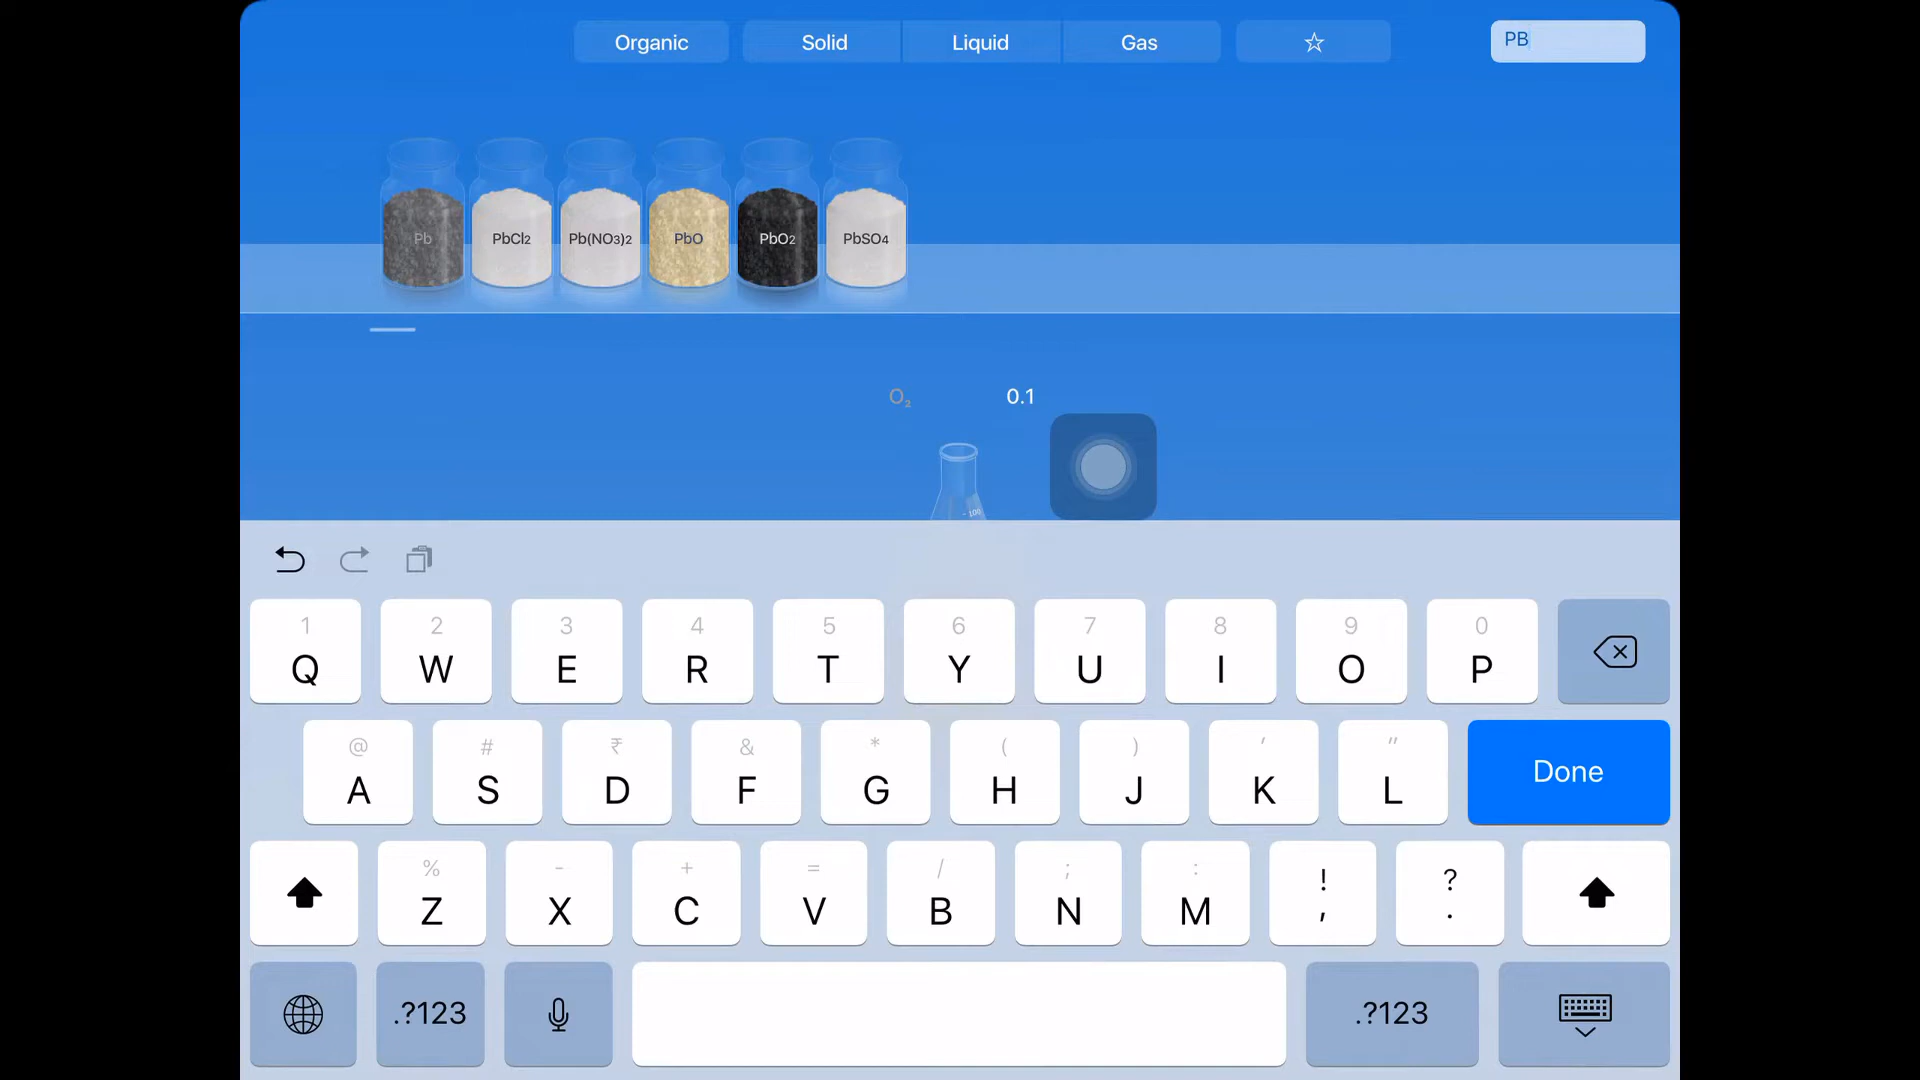 Organic Solid Liquid Gas ☆ PB
Pb PbCl2 Pb(NO3)2 PbO PbO2 PbSO4
0.1
- 100
1 2 3 4 5 6 7 8 9 0
Q W E R T Y U I O P
@ # ₹ & * ( ) ' "
A S D F G H J K L Done
% - + = / ; : ! ?
Z X C V B N M , .
.?123 .?123